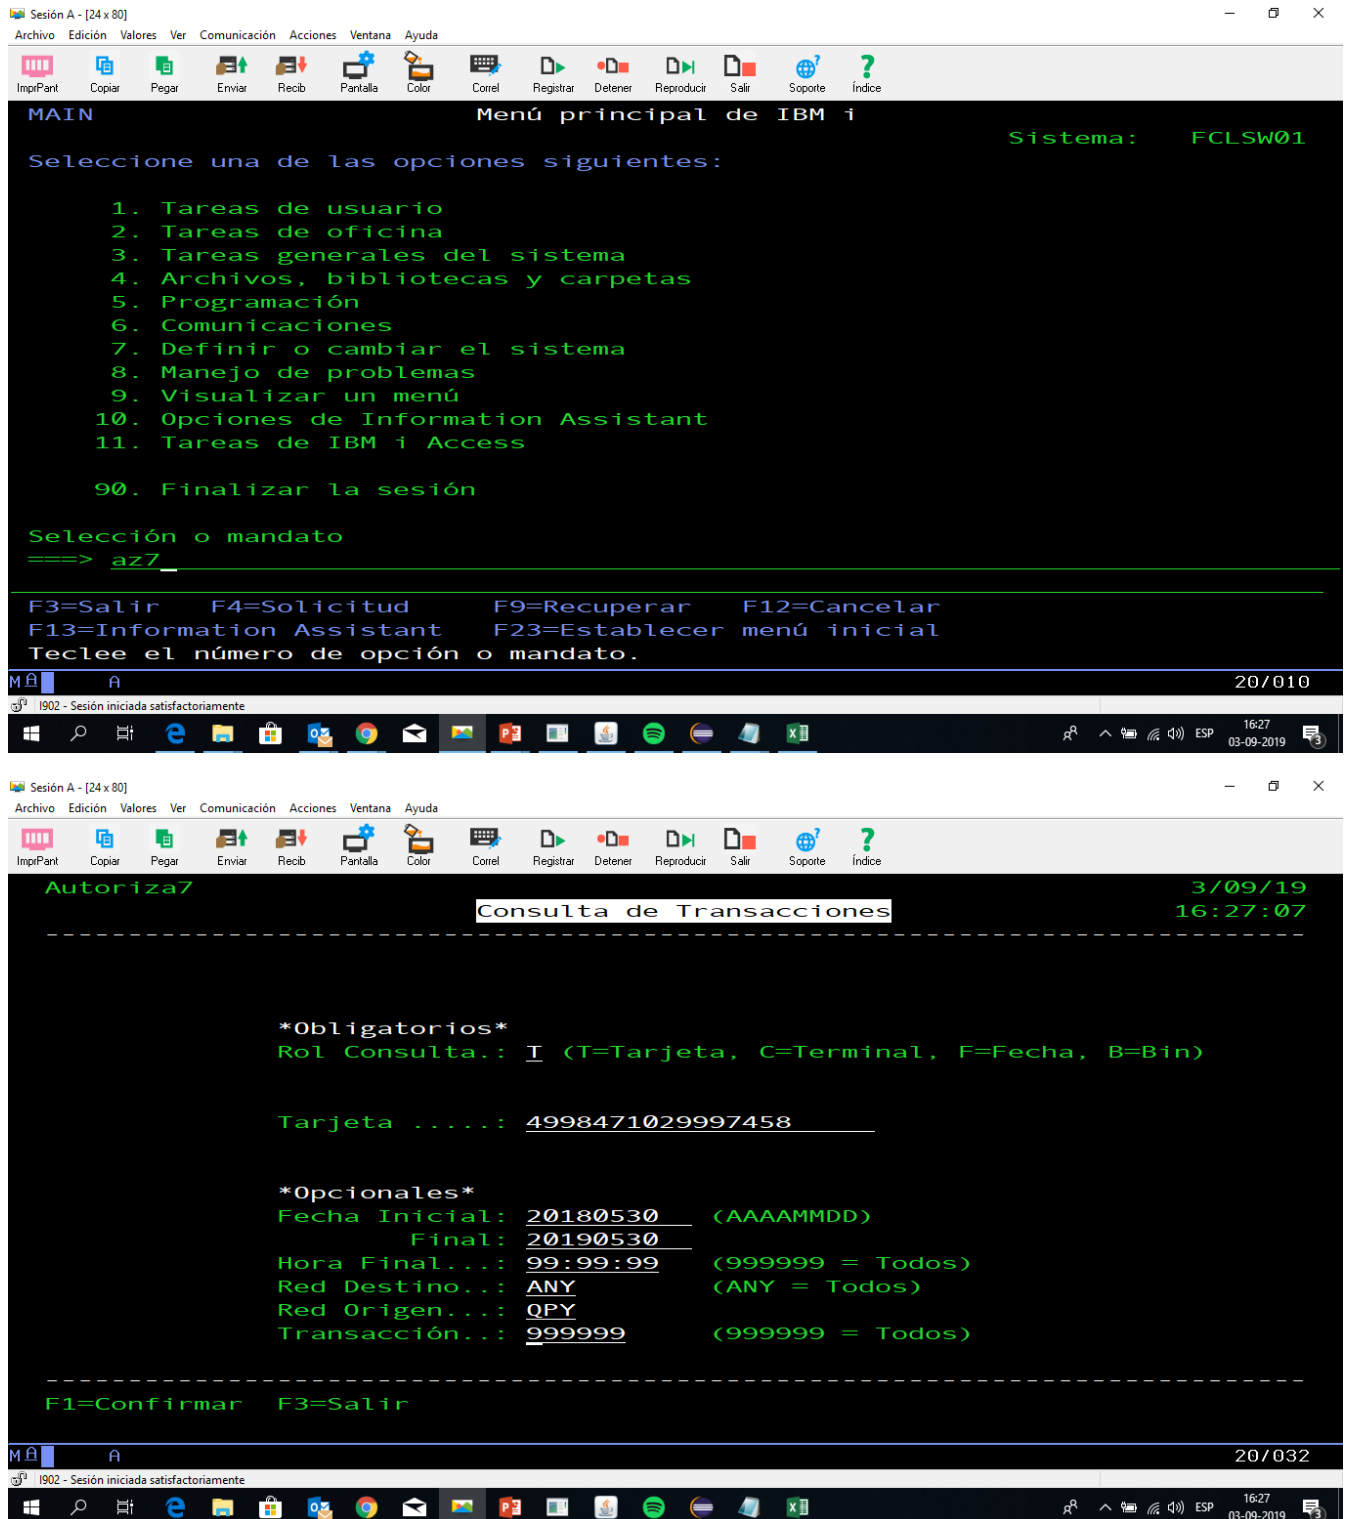 Sesión A - [24 x 80]
Archivo Edición Valores Ver Comunicación Acciones Ventana Ayuda
ImprPant Copiar Pegar Enviar Recib Pantalla Color Correl Registrar Detener Reproducir Salir Soporte Índice
MAIN Menú principal de IBM i
Sistema: FCLSW01
Seleccione una de las opciones siguientes:
1. Tareas de usuario
2. Tareas de oficina
3. Tareas generales del sistema
4. Archivos, bibliotecas y carpetas
5. Programación
6. Comunicaciones
7. Definir o cambiar el sistema
8. Manejo de problemas
9. Visualizar un menú
10. Opciones de Information Assistant
11. Tareas de IBM i Access
90. Finalizar la sesión
Selección o mandato
===> az7_
F3=Salir F4=Solicitud F9=Recuperar F12=Cancelar
F13=Information Assistant F23=Establecer menú inicial
Teclee el número de opción o mandato.
MA A 20/010
I902 - Sesión iniciada satisfactoriamente
ESP 16:27
03-09-2019 3
Sesión A - [24 x 80]
Archivo Edición Valores Ver Comunicación Acciones Ventana Ayuda
ImprPant Copiar Pegar Enviar Recib Pantalla Color Correl Registrar Detener Reproducir Salir Soporte Índice
Autoriza7 3/09/19
Consulta de Transacciones 16:27:07
*Obligatorios*
Rol Consulta.: T (T=Tarjeta, C=Terminal, F=Fecha, B=Bin)
Tarjeta .....: 4998471029997458
*Opcionales*
Fecha Inicial: 20180530 (AAAAMMDD)
Final: 20190530
Hora Final...: 99:99:99 (999999 = Todos)
Red Destino..: ANY (ANY = Todos)
Red Origen...: QPY
Transacción..: 999999 (999999 = Todos)
F1=Confirmar F3=Salir
MA A 20/032
I902 - Sesión iniciada satisfactoriamente
ESP 16:27
03-09-2019 3